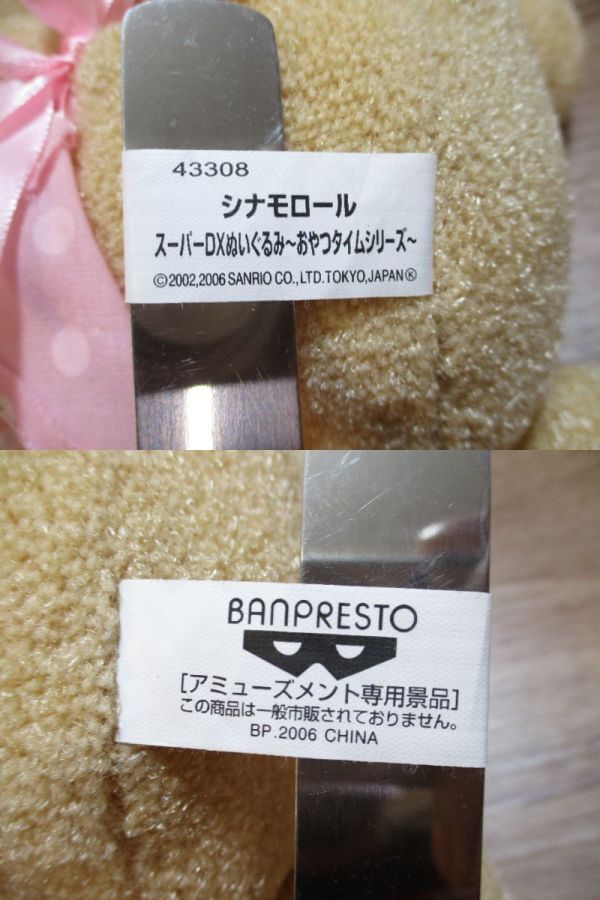 43308
シナモロール
スーパーDXぬいぐるみ~おやつタイムシリーズ~
©2002,2006 SANRIO CO.,LTD.TOKYO,JAPAN Ⓚ
BANPRESTO
[アミューズメント専用景品]
この商品は一般市販されておりません。
BP.2006 CHINA